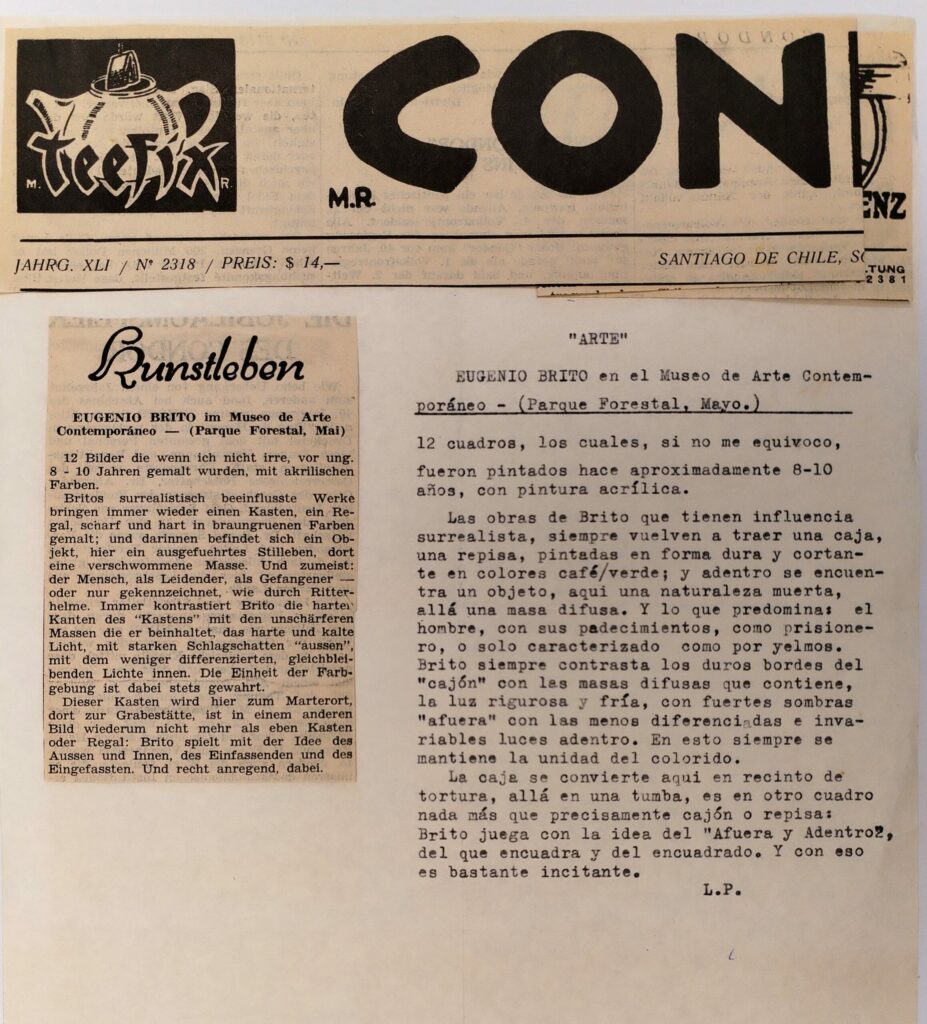 teefix
M. R.
M.R.
CON
ENZ
JAHRG. XLI / Nº 2318 / PREIS: $ 14,—
SANTIAGO DE CHILE, SO
TUNG
2381
Kunstleben
EUGENIO BRITO im Museo de Arte
Contemporáneo — (Parque Forestal, Mai)
12 Bilder die wenn ich nicht irre, vor ung.
8 - 10 Jahren gemalt wurden, mit akrilischen
Farben.
Britos surrealistisch beeinflusste Werke
bringen immer wieder einen Kasten, ein Re-
gal, scharf und hart in braungruenen Farben
gemalt; und darinnen befindet sich ein Ob-
jekt, hier ein ausgefuehrtes Stilleben, dort
eine verschwommene Masse. Und zumeist:
der Mensch, als Leidender, als Gefangener —
oder nur gekennzeichnet, wie durch Ritter-
helme. Immer kontrastiert Brito die harten
Kanten des "Kastens" mit den unschärferen
Massen die er beinhaltet, das harte und kalte
Licht, mit starken Schlagschatten "aussen",
mit dem weniger differenzierten, gleichblei-
benden Lichte innen. Die Einheit der Farb-
gebung ist dabei stets gewahrt.
Dieser Kasten wird hier zum Marterort,
dort zur Grabestätte, ist in einem anderen
Bild wiederum nicht mehr als eben Kasten
oder Regal: Brito spielt mit der Idee des
Aussen und Innen, des Einfassenden und des
Eingefassten. Und recht anregend, dabei.
"ARTE"
EUGENIO BRITO en el Museo de Arte Contem-
poráneo - (Parque Forestal, Mayo.)
12 cuadros, los cuales, si no me equivoco,
fueron pintados hace aproximadamente 8-10
años, con pintura acrílica.
Las obras de Brito que tienen influencia
surrealista, siempre vuelven a traer una caja,
una repisa, pintadas en forma dura y cortan-
te en colores café/verde; y adentro se encuen-
tra un objeto, aqui una naturaleza muerta,
allá una masa difusa. Y lo que predomina: el
hombre, con sus padecimientos, como prisione-
ro, o solo caracterizado como por yelmos.
Brito siempre contrasta los duros bordes del
"cajón" con las masas difusas que contiene,
la luz rigurosa y fría, con fuertes sombras
"afuera" con las menos diferenciadas e inva-
riables luces adentro. En esto siempre se
mantiene la unidad del colorido.
La caja se convierte aqui en recinto de
tortura, allá en una tumba, es en otro cuadro
nada más que precisamente cajón o repisa:
Brito juega con la idea del "Afuera y Adentro2,
del que encuadra y del encuadrado. Y con eso
es bastante incitante.
L.P.